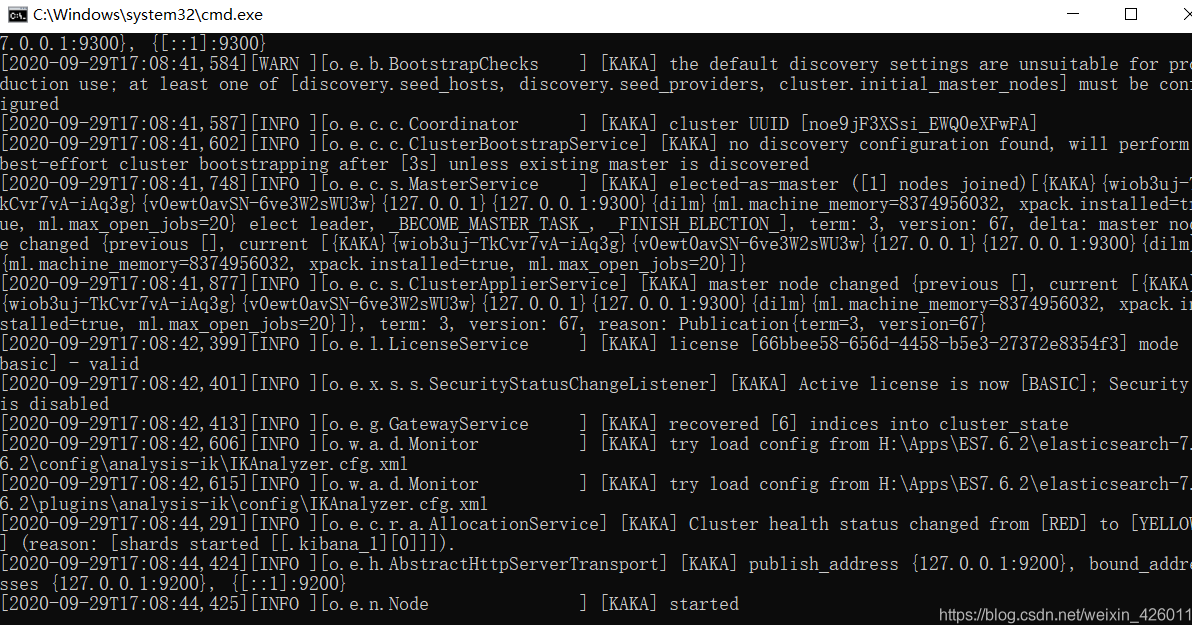 C:\Windows\system32\cmd.exe
7.0.0.1:9300}, {[::1]:9300}
[2020-09-29T17:08:41,584][WARN ][o.e.b.BootstrapChecks    ] [KAKA] the default discovery settings are unsuitable for pro
duction use; at least one of [discovery.seed_hosts, discovery.seed_providers, cluster.initial_master_nodes] must be conf
igured
[2020-09-29T17:08:41,587][INFO ][o.e.c.c.Coordinator      ] [KAKA] cluster UUID [noe9jF3XSsi_EWQOeXFwFA]
[2020-09-29T17:08:41,602][INFO ][o.e.c.c.ClusterBootstrapService] [KAKA] no discovery configuration found, will perform
best-effort cluster bootstrapping after [3s] unless existing master is discovered
[2020-09-29T17:08:41,748][INFO ][o.e.c.s.MasterService    ] [KAKA] elected-as-master ([1] nodes joined)[{KAKA}{wiob3uj-T
kCvr7vA-iAq3g}{v0ewt0avSN-6ve3W2sWU3w}{127.0.0.1}{127.0.0.1:9300}{dilm}{ml.machine_memory=8374956032, xpack.installed=tr
ue, ml.max_open_jobs=20} elect leader, _BECOME_MASTER_TASK_, _FINISH_ELECTION_], term: 3, version: 67, delta: master nod
e changed {previous [], current [{KAKA}{wiob3uj-TkCvr7vA-iAq3g}{v0ewt0avSN-6ve3W2sWU3w}{127.0.0.1}{127.0.0.1:9300}{dilm}
{ml.machine_memory=8374956032, xpack.installed=true, ml.max_open_jobs=20}]}
[2020-09-29T17:08:41,877][INFO ][o.e.c.s.ClusterApplierService] [KAKA] master node changed {previous [], current [{KAKA}
{wiob3uj-TkCvr7vA-iAq3g}{v0ewt0avSN-6ve3W2sWU3w}{127.0.0.1}{127.0.0.1:9300}{dilm}{ml.machine_memory=8374956032, xpack.in
stalled=true, ml.max_open_jobs=20}]}, term: 3, version: 67, reason: Publication{term=3, version=67}
[2020-09-29T17:08:42,399][INFO ][o.e.l.LicenseService     ] [KAKA] license [66bbee58-656d-4458-b5e3-27372e8354f3] mode
basic] - valid
[2020-09-29T17:08:42,401][INFO ][o.e.x.s.s.SecurityStatusChangeListener] [KAKA] Active license is now [BASIC]; Security
is disabled
[2020-09-29T17:08:42,413][INFO ][o.e.g.GatewayService     ] [KAKA] recovered [6] indices into cluster_state
[2020-09-29T17:08:42,606][INFO ][o.w.a.d.Monitor          ] [KAKA] try load config from H:\Apps\ES7.6.2\elasticsearch-7.
6.2\config\analysis-ik\IKAnalyzer.cfg.xml
[2020-09-29T17:08:42,615][INFO ][o.w.a.d.Monitor          ] [KAKA] try load config from H:\Apps\ES7.6.2\elasticsearch-7.
6.2\plugins\analysis-ik\config\IKAnalyzer.cfg.xml
[2020-09-29T17:08:44,291][INFO ][o.e.c.r.a.AllocationService] [KAKA] Cluster health status changed from [RED] to [YELLOW
] (reason: [shards started [[.kibana_1][0]]]).
[2020-09-29T17:08:44,424][INFO ][o.e.h.AbstractHttpServerTransport] [KAKA] publish_address {127.0.0.1:9200}, bound_addre
sses {127.0.0.1:9200}, {[::1]:9200}
[2020-09-29T17:08:44,425][INFO ][o.e.n.Node               ] [KAKA] started
https://blog.csdn.net/weixin_426011